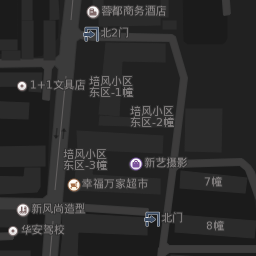 蓉都商务酒店
北2门
1+1文具店
培风小区
东区-1幢
培风小区
东区-2幢
培风小区
东区-3幢
新艺摄影
幸福万家超市
7幢
新风尚造型
北门
8幢
华安驾校